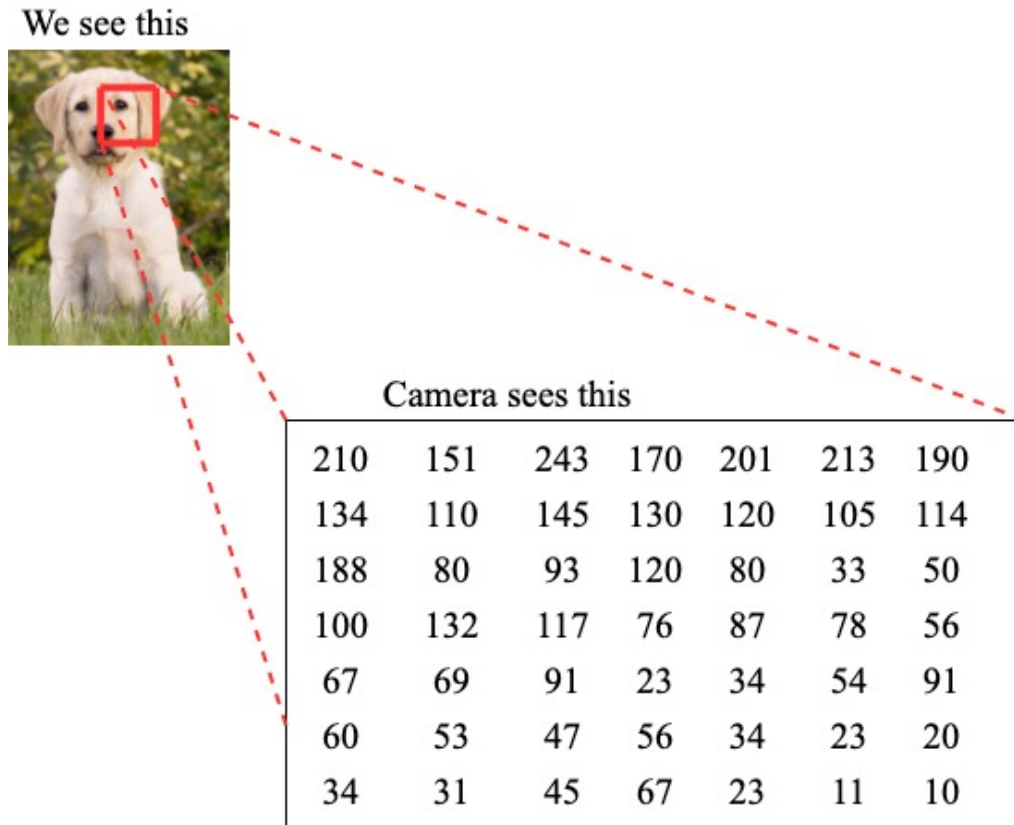 We see this
Camera sees this
210 151 243 170 201 213 190
134 110 145 130 120 105 114
188 80 93 120 80 33 50
100 132 117 76 87 78 56
67 69 91 23 34 54 91
60 53 47 56 34 23 20
34 31 45 67 23 11 10